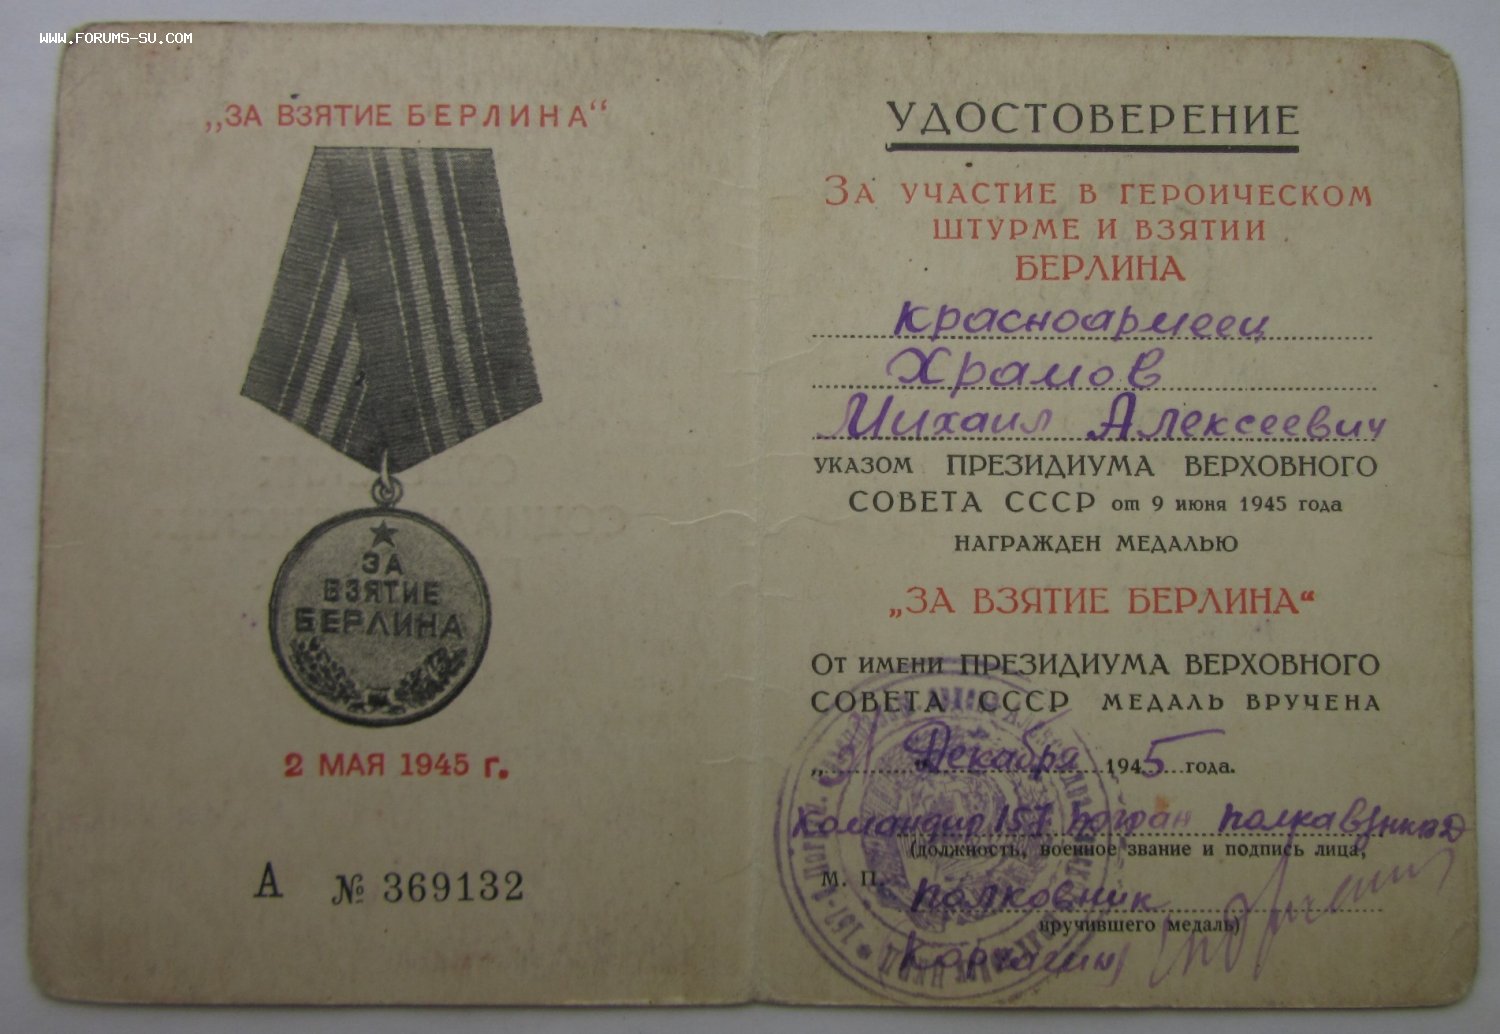 WWW.FORUMS-SU.COM
„ЗА ВЗЯТИЕ БЕРЛИНА“
ЗА
ВЗЯТИЕ
БЕРЛИНА
2 МАЯ 1945 г.
А № 369132
УДОСТОВЕРЕНИЕ
ЗА УЧАСТИЕ В ГЕРОИЧЕСКОМ
ШТУРМЕ И ВЗЯТИИ
БЕРЛИНА
красноармеец
Храмов
Михаил Алексеевич
УКАЗОМ ПРЕЗИДИУМА ВЕРХОВНОГО
СОВЕТА СССР от 9 июня 1945 года
НАГРАЖДЕН МЕДАЛЬЮ
„ЗА ВЗЯТИЕ БЕРЛИНА“
ОТ ИМЕНИ ПРЕЗИДИУМА ВЕРХОВНОГО
СОВЕТА СССР МЕДАЛЬ ВРУЧЕНА
Декабря 1945 года.
Командир 157
(должность, военное звание и подпись лица,
М. П. полковник
вручившего медаль)